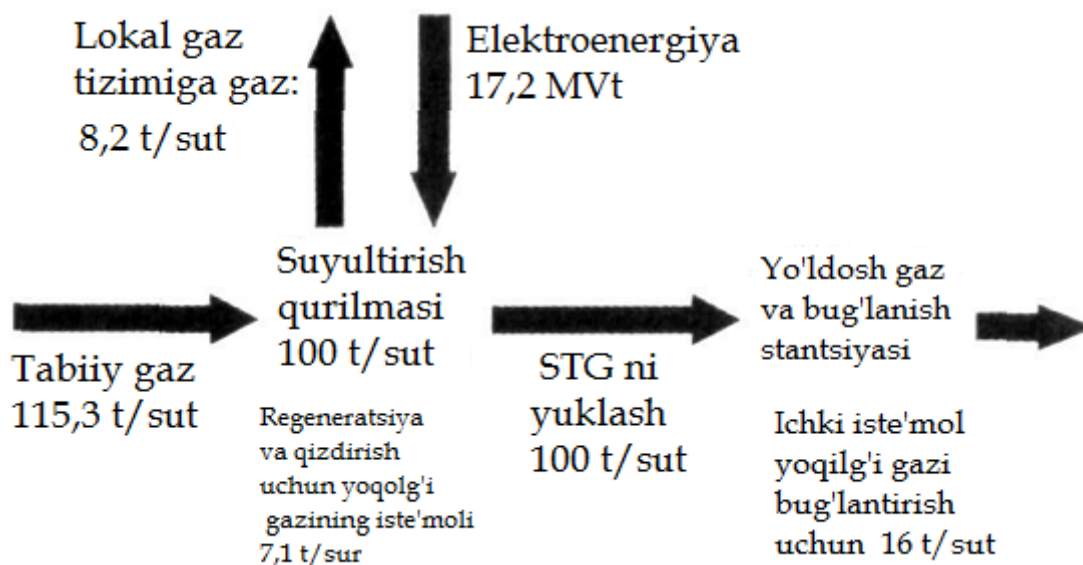 Lokal gaz
tizimiga gaz:
8,2 t/sut
Elektroenergiya
17,2 MVt
Tabiiy gaz
115,3 t/sut
Suyultirish
qurilmasi
100 t/sut
Regeneratsiya
va qizdirish
uchun yoqolg'i
gazining iste'moli
7,1 t/sur
STG ni
yuklash
100 t/sut
Yo'ldosh gaz
va bug'lanish
stantsiyasi
Ichki iste'mol
yoqilg'i gazi
bug'lantirish
uchun 16 t/sut